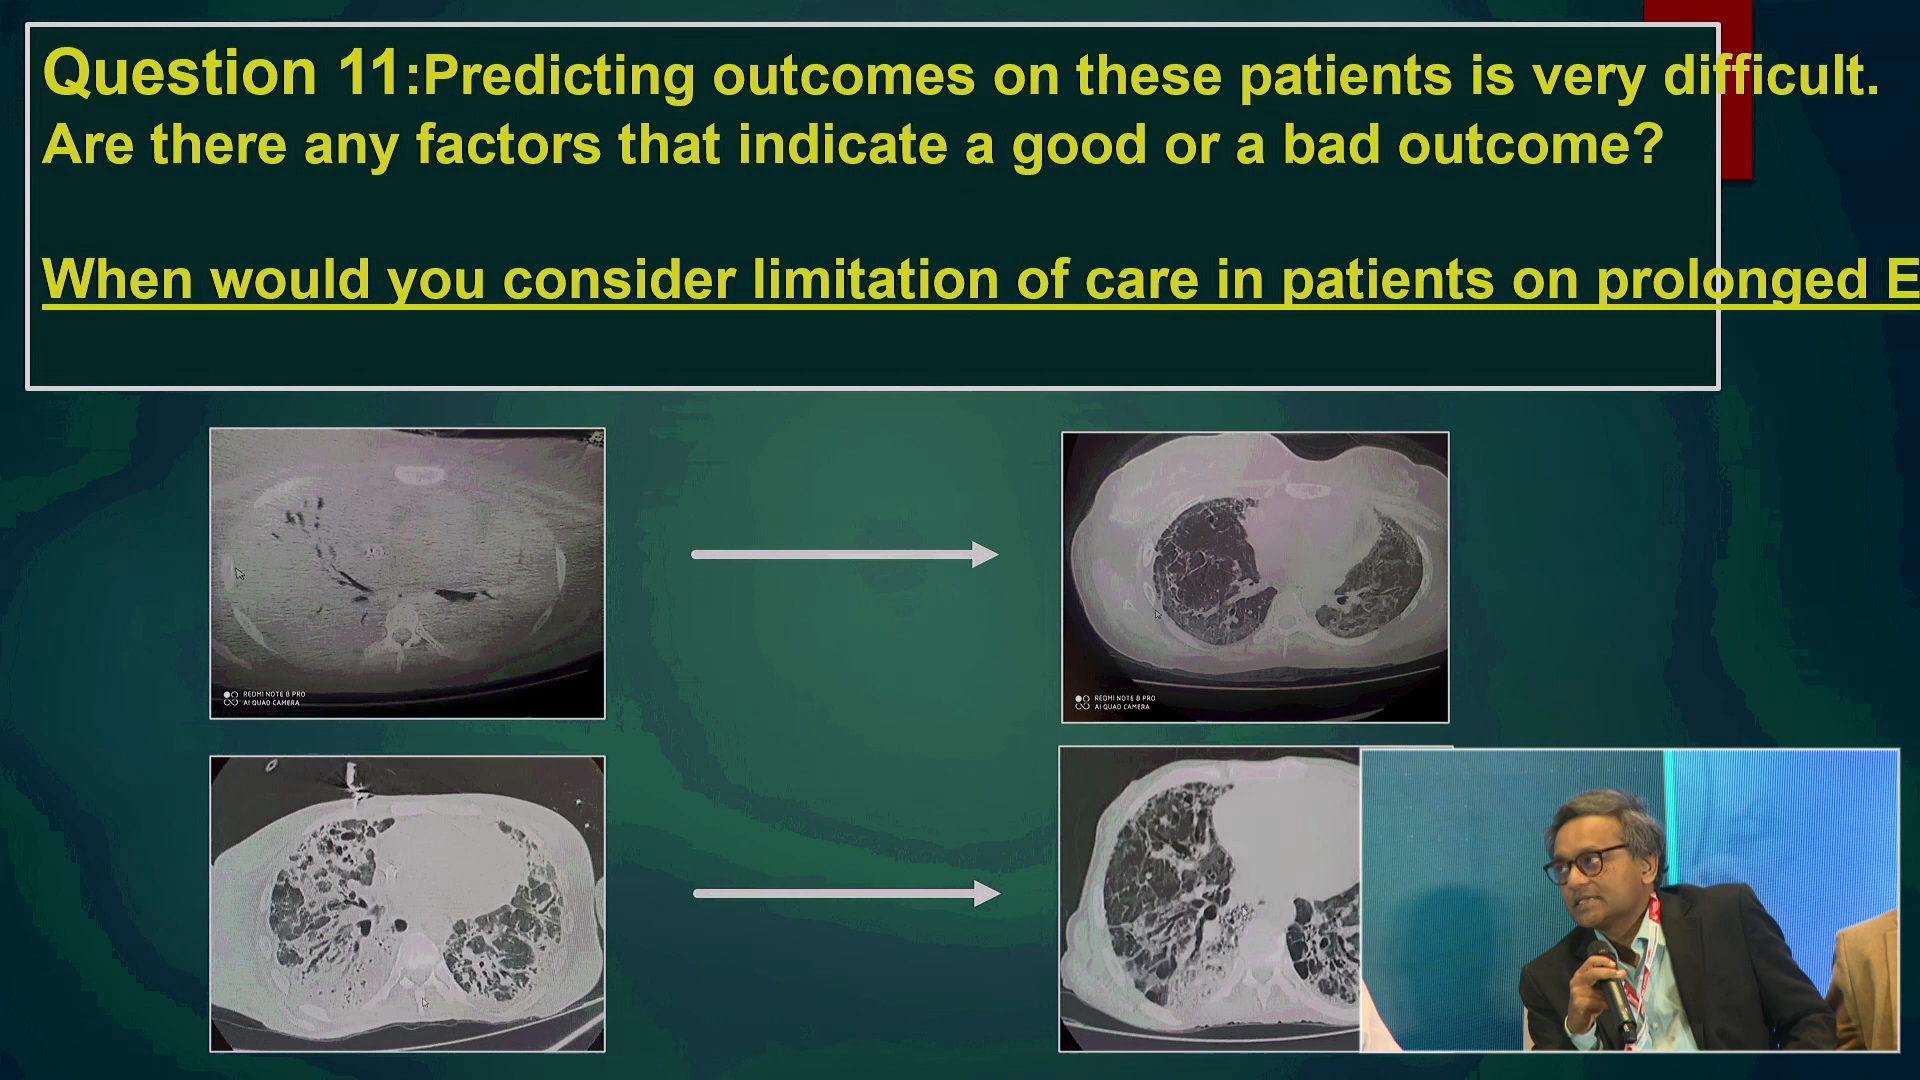 Question 11:Predicting outcomes on these patients is very difficult.
Are there any factors that indicate a good or a bad outcome?
When would you consider limitation of care in patients on prolonged E
REDMI NOTE 8 PRO
AI QUAD CAMERA
REDMI NOTE 8 PRO
AI QUAD CAMERA